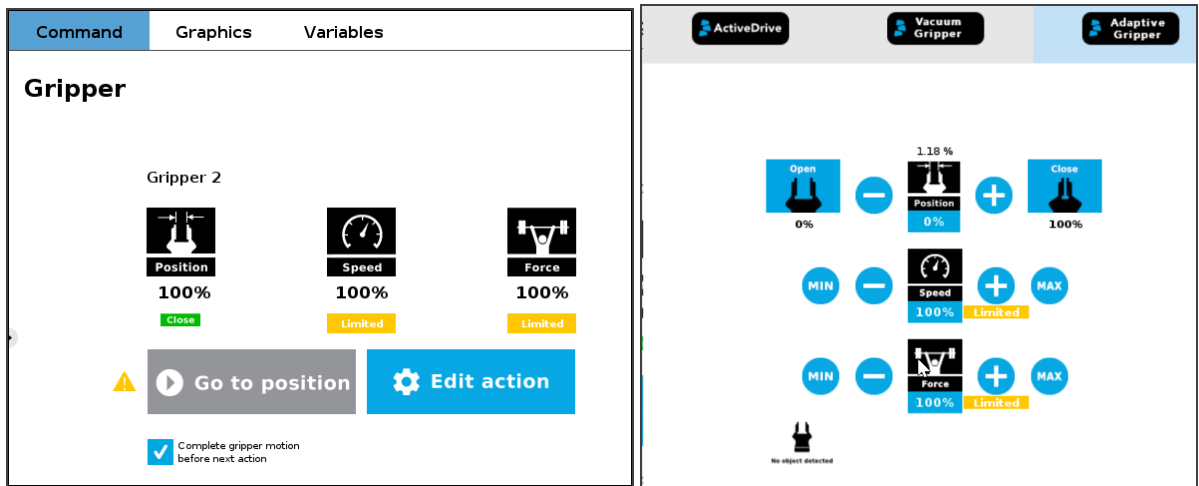 Command Graphics Variables
Gripper
Gripper 2
Position Speed Force
100% 100% 100%
Close Limited Limited
Go to position Edit action
Complete gripper motion
before next action
ActiveDrive Vacuum Gripper Adaptive Gripper
1.18 %
Open Close
Position
0% 0% 100%
MIN Speed MAX
100% Limited
MIN Force MAX
100% Limited
No object detected